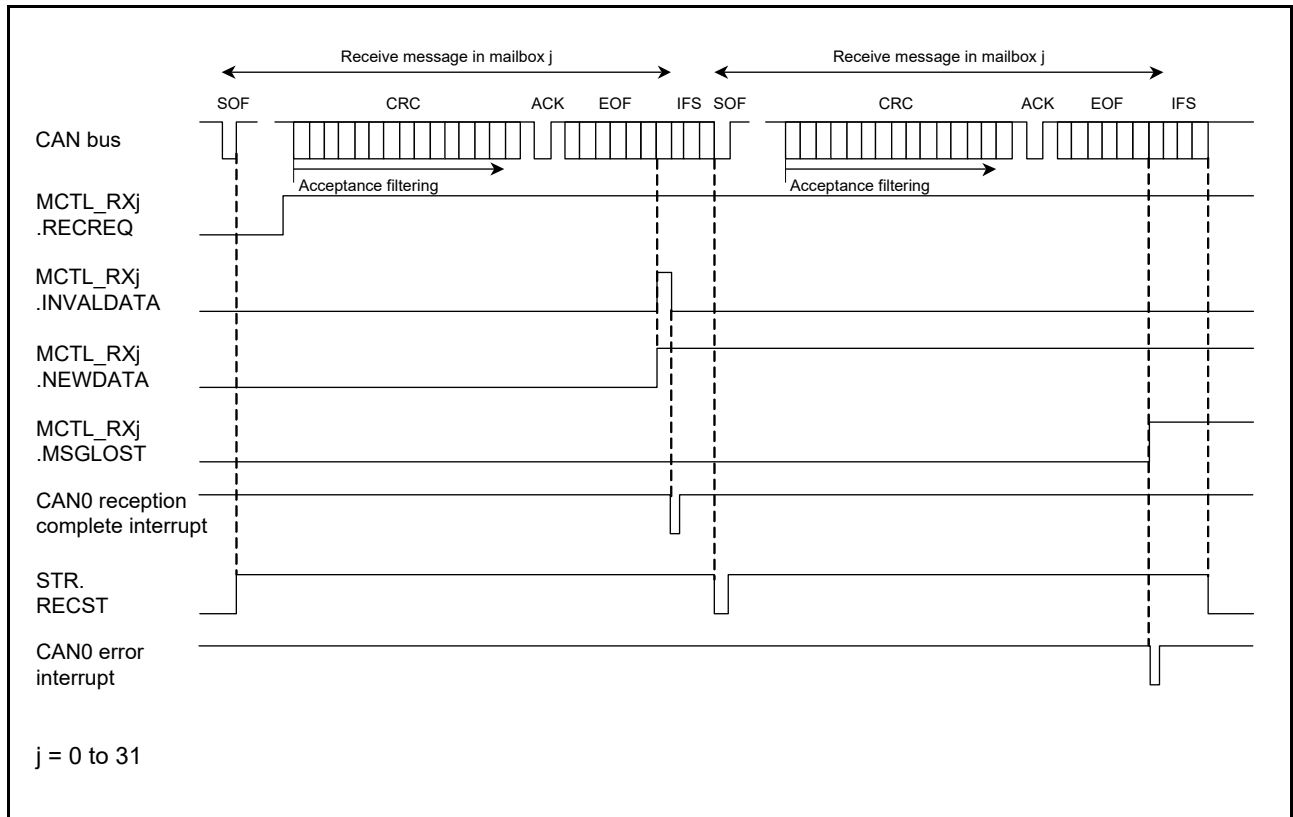 Receive message in mailbox j
Receive message in mailbox j
SOF CRC ACK EOF IFS SOF CRC ACK EOF IFS
CAN bus
Acceptance filtering
Acceptance filtering
MCTL_RXj
.RECREQ
MCTL_RXj
.INVALDATA
MCTL_RXj
.NEWDATA
MCTL_RXj
.MSGLOST
CAN0 reception
complete interrupt
STR.
RECST
CAN0 error
interrupt
j = 0 to 31